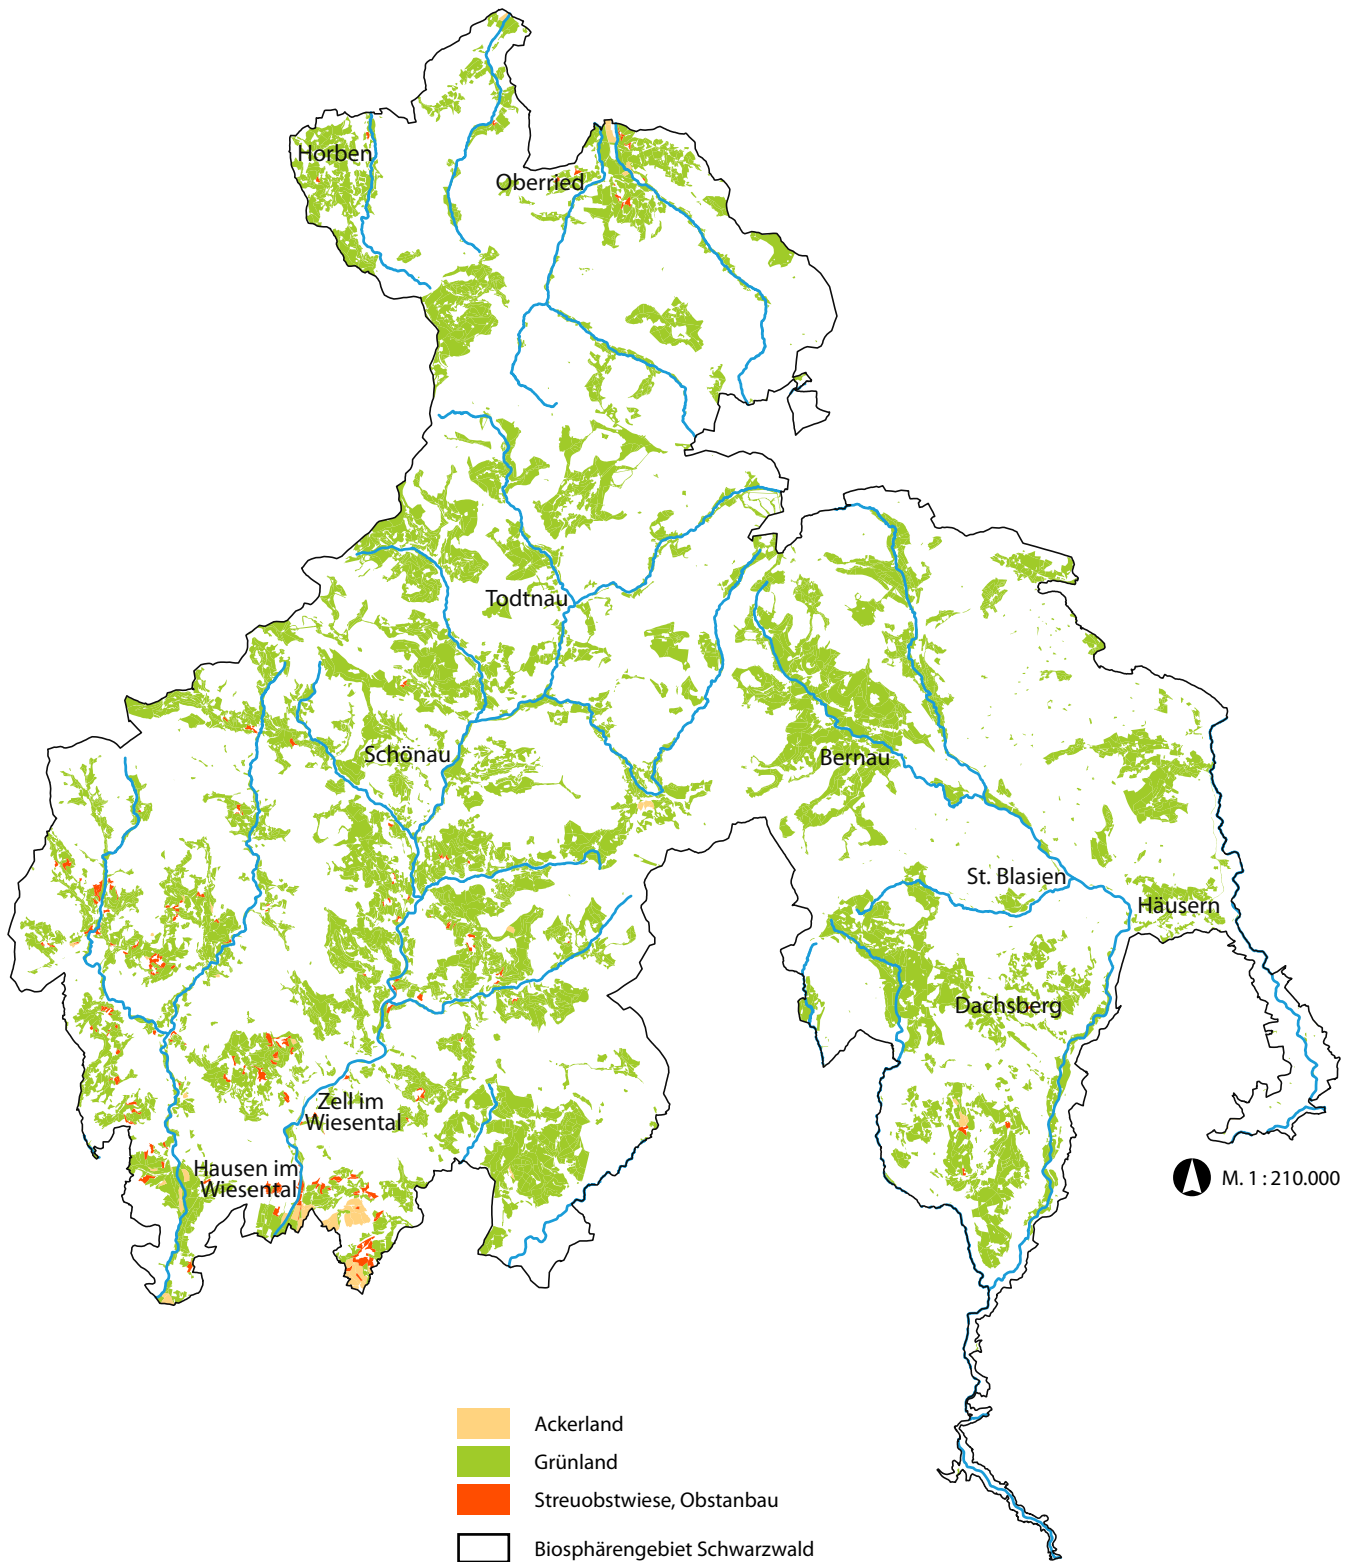 Horben
Oberried
Todtnau
Schönau
Bernau
St. Blasien
Häusern
Dachsberg
Zell im
Wiesental
Hausen im
Wiesental
M. 1 : 210.000
Ackerland
Grünland
Streuobstwiese, Obstanbau
Biosphärengebiet Schwarzwald